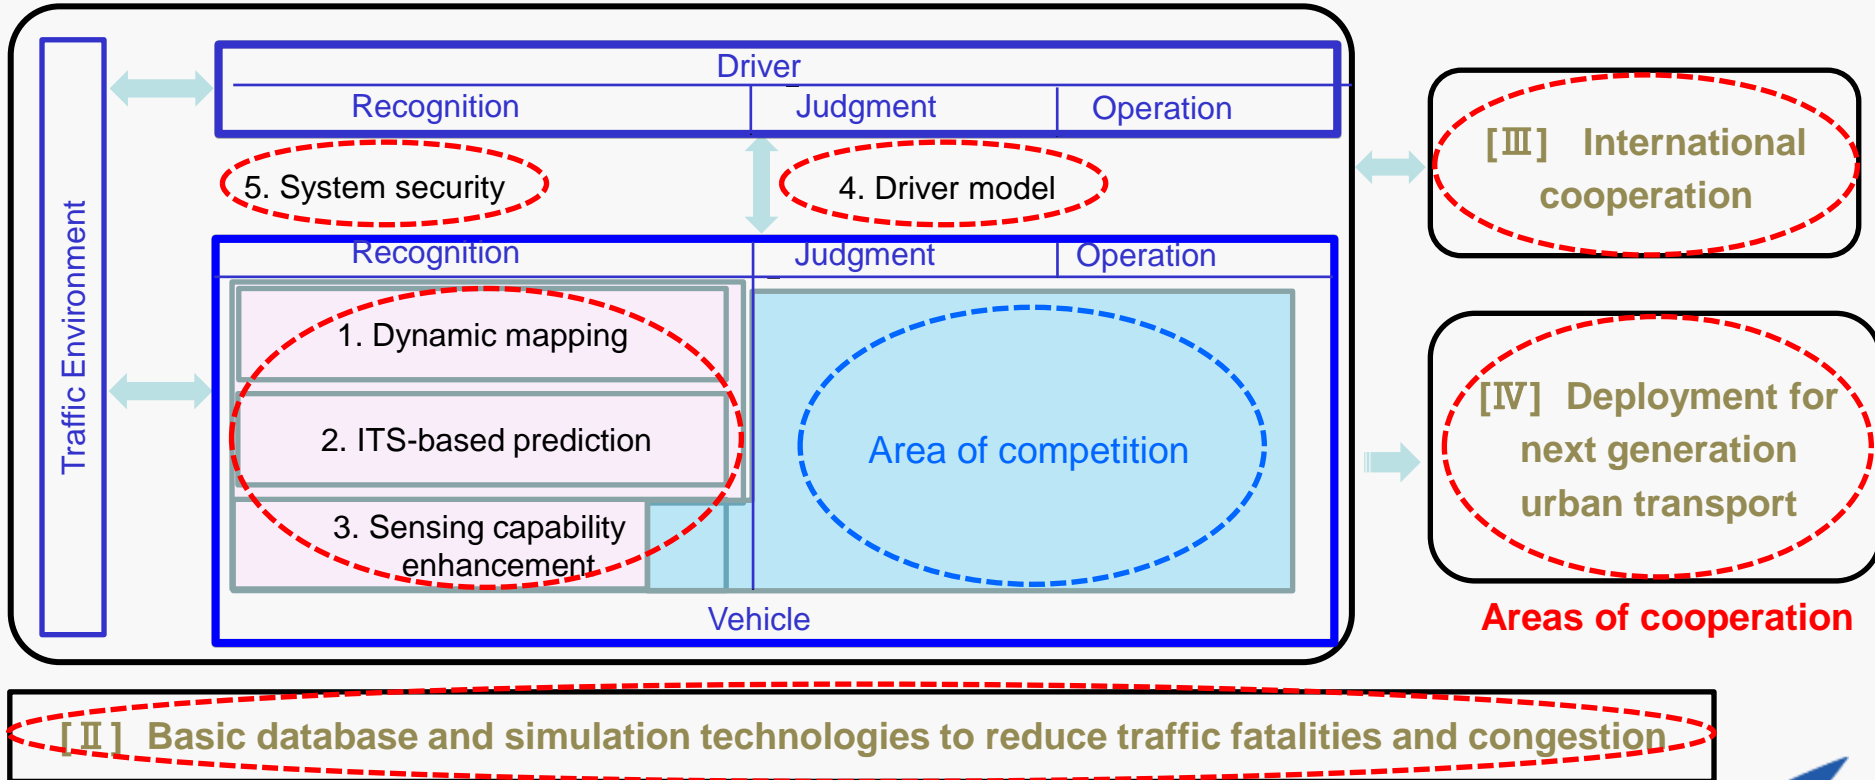 Driver
Recognition
Judgment
Operation
Traffic Environment
5. System security
4. Driver model
Recognition
Judgment
Operation
1. Dynamic mapping
2. ITS-based prediction
3. Sensing capability
enhancement
Area of competition
Vehicle
[Ⅲ] International
cooperation
[Ⅳ] Deployment for
next generation
urban transport
Areas of cooperation
[Ⅱ] Basic database and simulation technologies to reduce traffic fatalities and congestion